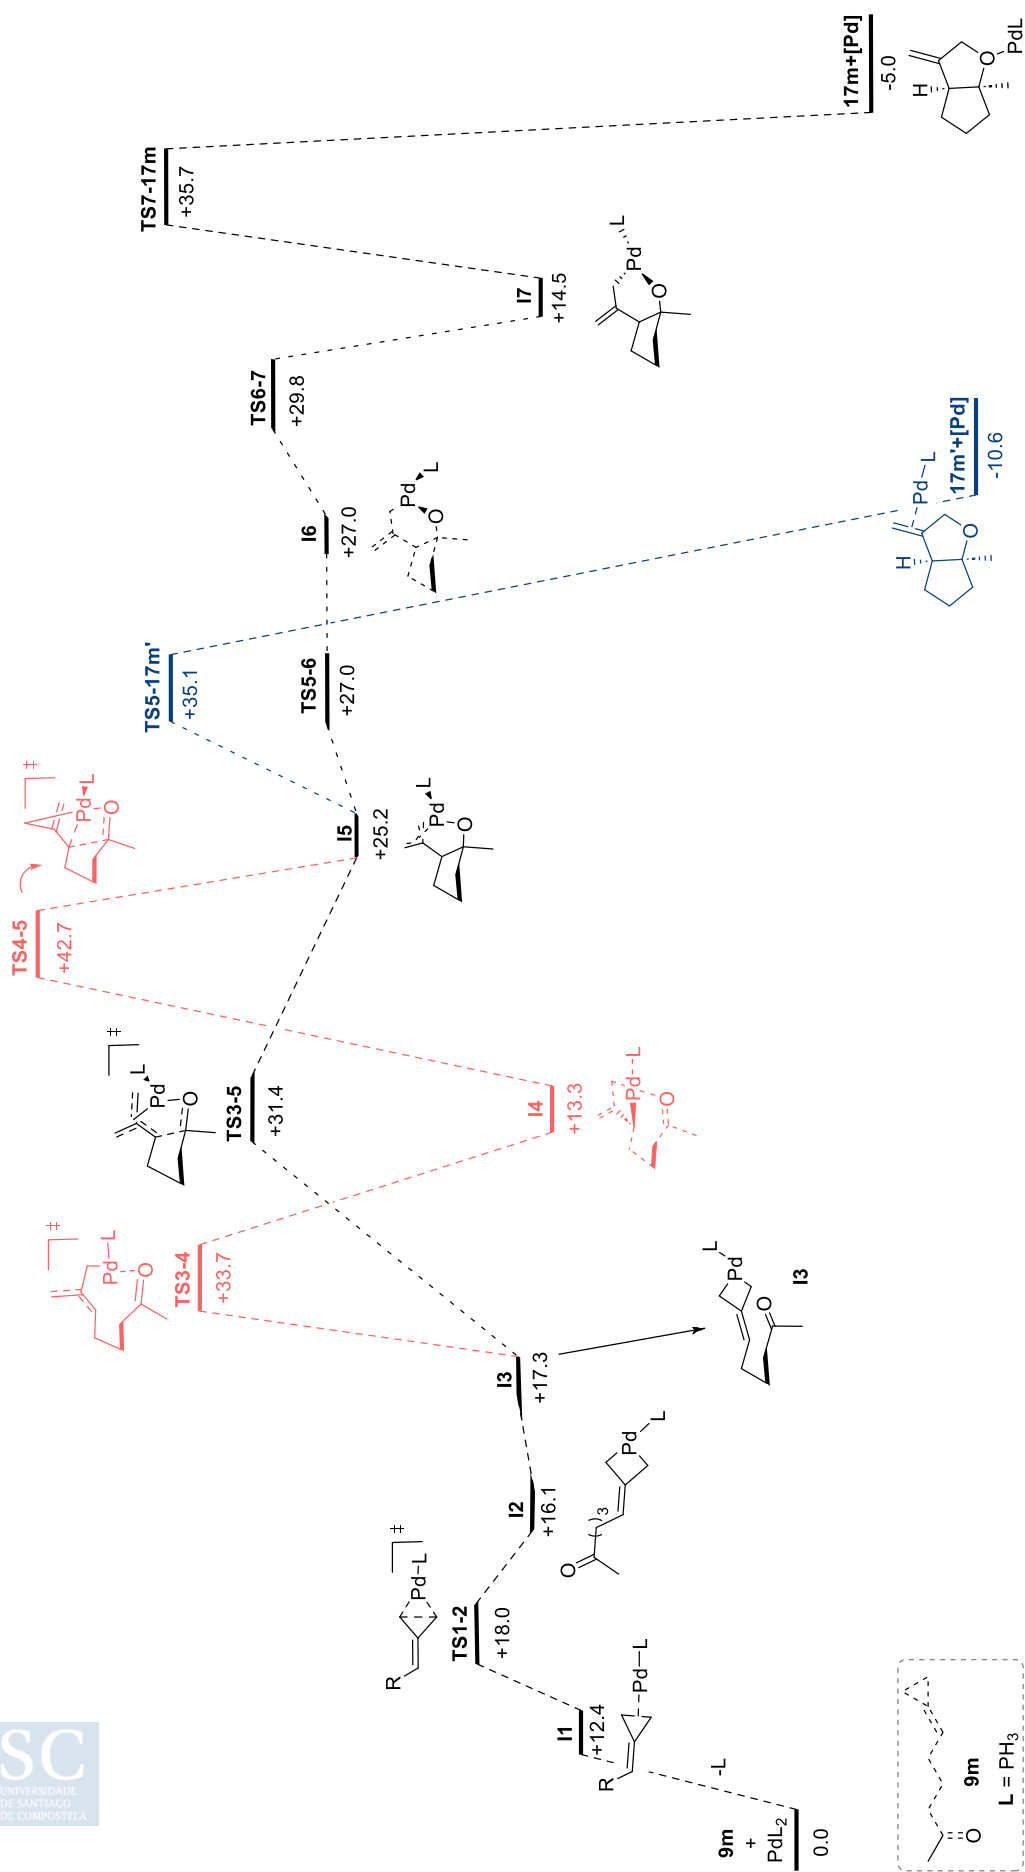 SC
UNIVERSIDADE
DE SANTIAGO
DE COMPOSTELA
9m
+
PdL2
0.0
-L
I1
+12.4
R
Pd
L
TS1-2
+18.0
R
Pd-L
‡
I2
+16.1
O
( )3
Pd
L
I3
+17.3
I3
O
Pd
L
TS3-4
+33.7
Pd-L
O
‡
TS3-5
+31.4
L
Pd
O
‡
I4
+13.3
Pd
L
O
TS4-5
+42.7
Pd
L
O
‡
I5
+25.2
Pd
L
O
TS5-17m'
+35.1
TS5-6
+27.0
I6
+27.0
Pd
L
O
TS6-7
+29.8
I7
+14.5
Pd
L
O
TS7-17m
+35.7
17m'+[Pd]
-10.6
H
O
Pd-L
17m+[Pd]
-5.0
H
O
PdL
O
9m
L = PH3